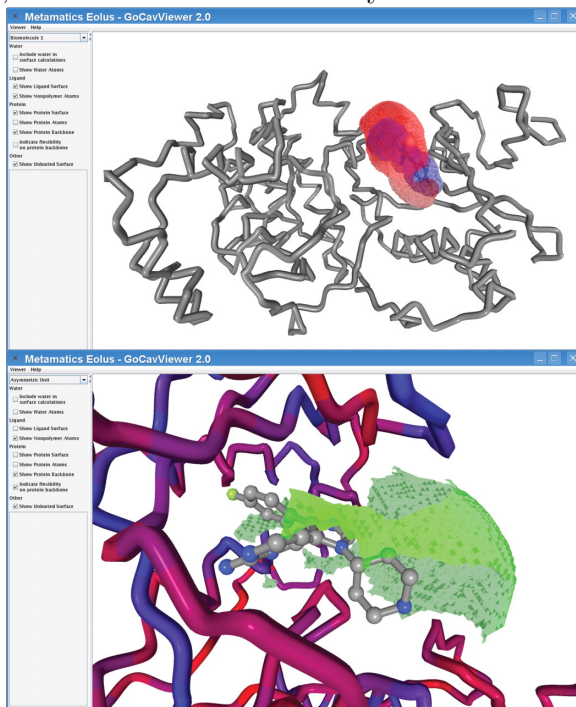 Metamatics Eolus - GoCavViewer 2.0
Viewer Help
Biomolecule 1
Water
Include water in
surface calculations
Show Water Atoms
Ligand
Show Ligand Surface
Show Nonpolymer Atoms
Protein
Show Protein Surface
Show Protein Atoms
Show Protein Backbone
Indicate flexibility
on protein backbone
Other
Show Unburied Surface
Metamatics Eolus - GoCavViewer 2.0
Viewer Help
Asymmetric Unit
Water
Include water in
surface calculations
Show Water Atoms
Ligand
Show Ligand Surface
Show Nonpolymer Atoms
Protein
Show Protein Surface
Show Protein Atoms
Show Protein Backbone
Indicate flexibility
on protein backbone
Other
Show Unburied Surface